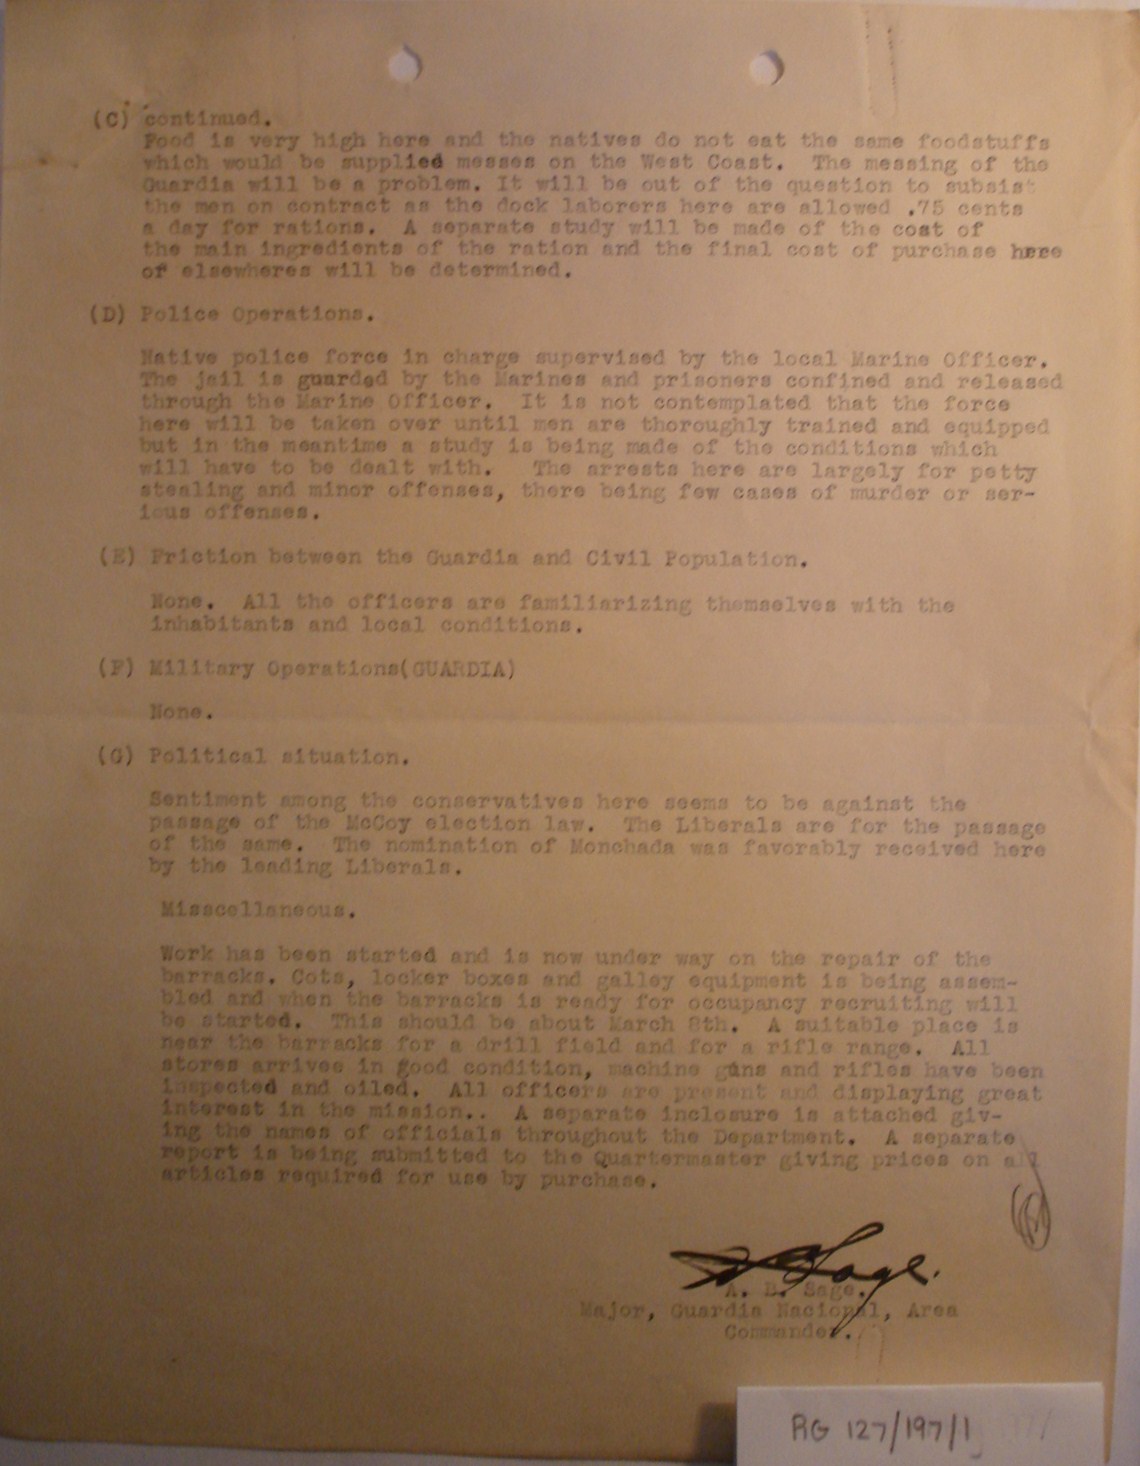 (C) continued.
Food is very high here and the natives do not eat the same foodstuffs
which would be supplied messes on the West Coast. The messing of the
Guardia will be a problem. It will be out of the question to subsist
the men on contract as the dock laborers here are allowed .75 cents
a day for rations. A separate study will be made of the cost of
the main ingredients of the ration and the final cost of purchase here
of elsewheres will be determined.
(D) Police Operations.
Native police force in charge supervised by the local Marine Officer.
The jail is guarded by the Marines and prisoners confined and released
through the Marine Officer. It is not contemplated that the force
here will be taken over until men are thoroughly trained and equipped
but in the meantime a study is being made of the conditions which
will have to be dealt with. The arrests here are largely for petty
stealing and minor offenses, there being few cases of murder or ser-
ious offenses.
(E) Friction between the Guardia and Civil Population.
None. All the officers are familiarizing themselves with the
inhabitants and local conditions.
(F) Military Operations(GUARDIA)
None.
(G) Political situation.
Sentiment among the conservatives here seems to be against the
passage of the McCoy election law. The Liberals are for the passage
of the same. The nomination of Monchada was favorably received here
by the leading Liberals.
Misscellaneous.
Work has been started and is now under way on the repair of the
barracks. Cots, locker boxes and galley equipment is being assem-
bled and when the barracks is ready for occupancy recruiting will
be started. This should be about March 8th. A suitable place is
near the barracks for a drill field and for a rifle range. All
stores arrives in good condition, machine guns and rifles have been
inspected and oiled. All officers are present and displaying great
interest in the mission.. A separate inclosure is attached giv-
ing the names of officials throughout the Department. A separate
report is being submitted to the Quartermaster giving prices on all
articles required for use by purchase.
A. B. Sage.
Major, Guardia Nacional, Area
Commander.
RG 127/197/1